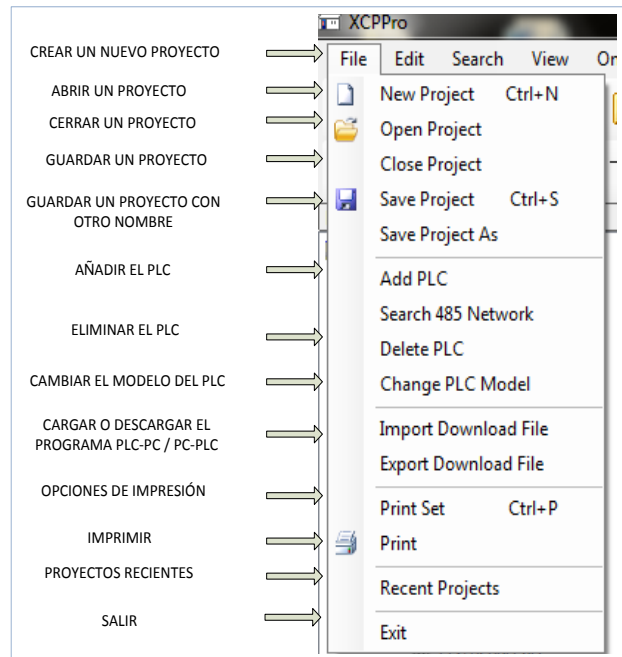 XCPPro
File Edit Search View On
CREAR UN NUEVO PROYECTO
ABRIR UN PROYECTO
CERRAR UN PROYECTO
GUARDAR UN PROYECTO
GUARDAR UN PROYECTO CON
OTRO NOMBRE
AÑADIR EL PLC
ELIMINAR EL PLC
CAMBIAR EL MODELO DEL PLC
CARGAR O DESCARGAR EL
PROGRAMA PLC-PC / PC-PLC
OPCIONES DE IMPRESIÓN
IMPRIMIR
PROYECTOS RECIENTES
SALIR
New Project Ctrl+N
Open Project
Close Project
Save Project Ctrl+S
Save Project As
Add PLC
Search 485 Network
Delete PLC
Change PLC Model
Import Download File
Export Download File
Print Set Ctrl+P
Print
Recent Projects
Exit